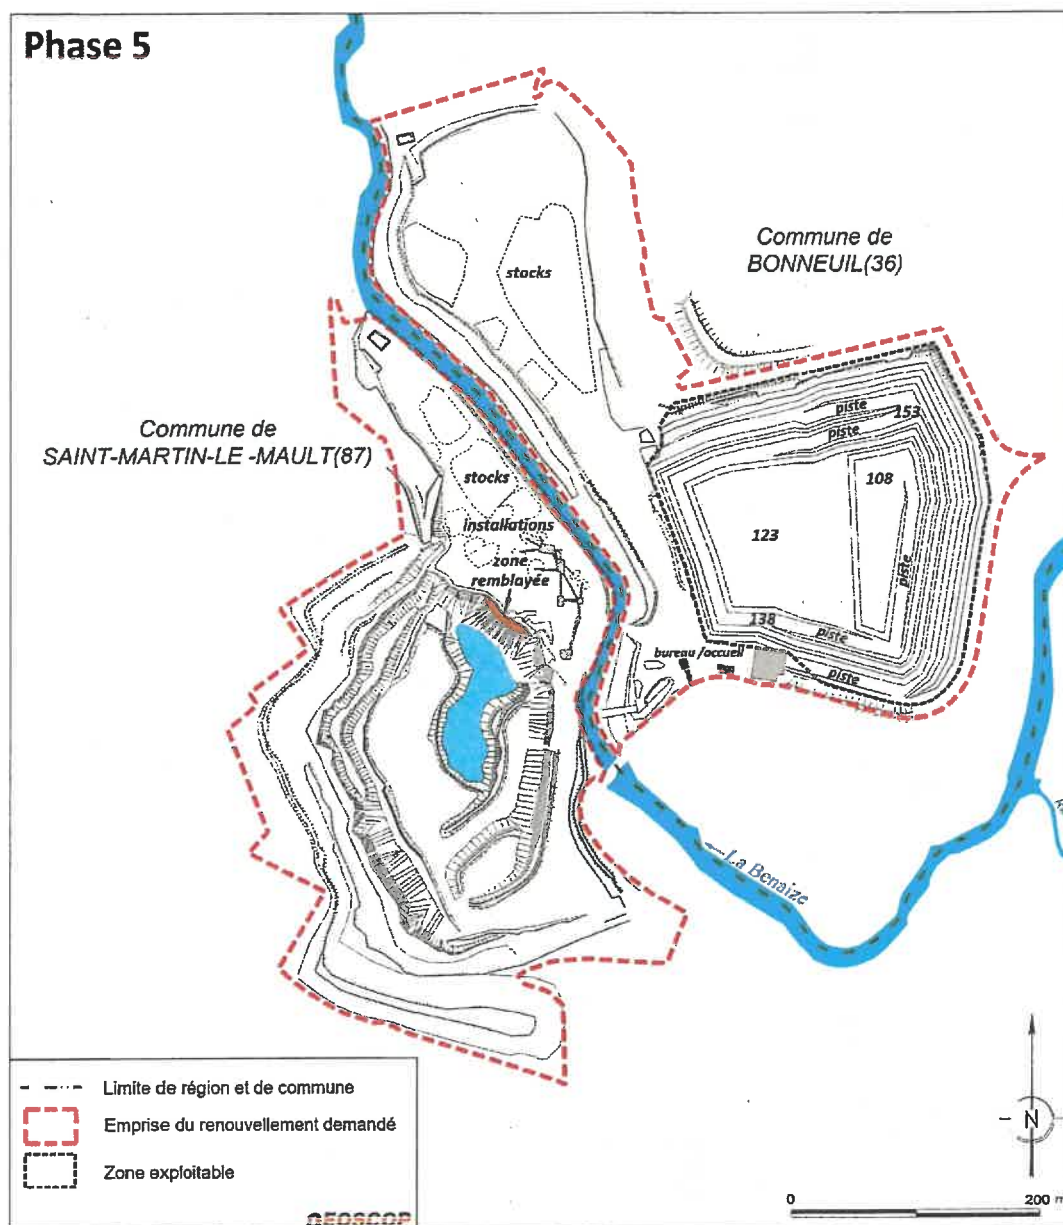 Phase 5
Commune de
BONNEUIL(36)
stocks
Commune de
SAINT-MARTIN-LE -MAULT(87)
piste
153
piste
108
stocks
installations
123
zone
remblayée
piste
138
piste
bureau /accueil
piste
La Benaize
Limite de région et de commune
Emprise du renouvellement demandé
Zone exploitable
N
0
200 m
GEOSCOP